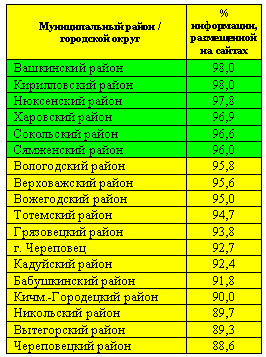 Муниципальный район /
городской округ
%
информации,
размещенной
на сайтах
Вашкинский район 98,0
Кирилловский район 98,0
Нюксенский район 97,8
Харовский район 96,9
Сокольский район 96,6
Сямженский район 96,0
Вологодский район 95,8
Верховажский район 95,6
Вожегодский район 95,0
Тотемский район 94,7
Грязовецкий район 93,8
г. Череповец 92,7
Кадуйский район 92,4
Бабушкинский район 91,8
Кичм.-Городецкий район 90,0
Никольский район 89,7
Вытегорский район 89,3
Череповецкий район 88,6